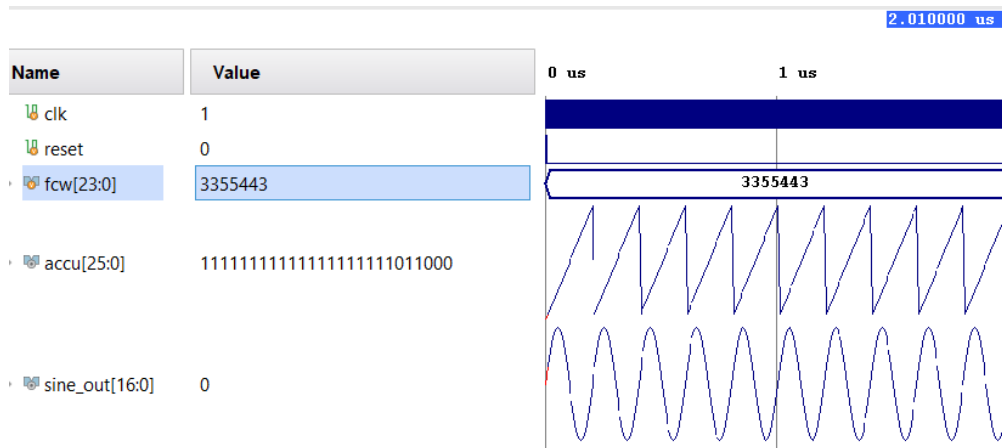 2.010000 us
Name Value 0 us 1 us
clk 1
reset 0
fcw[23:0] 3355443 3355443
accu[25:0] 11111111111111111111011000
sine_out[16:0] 0